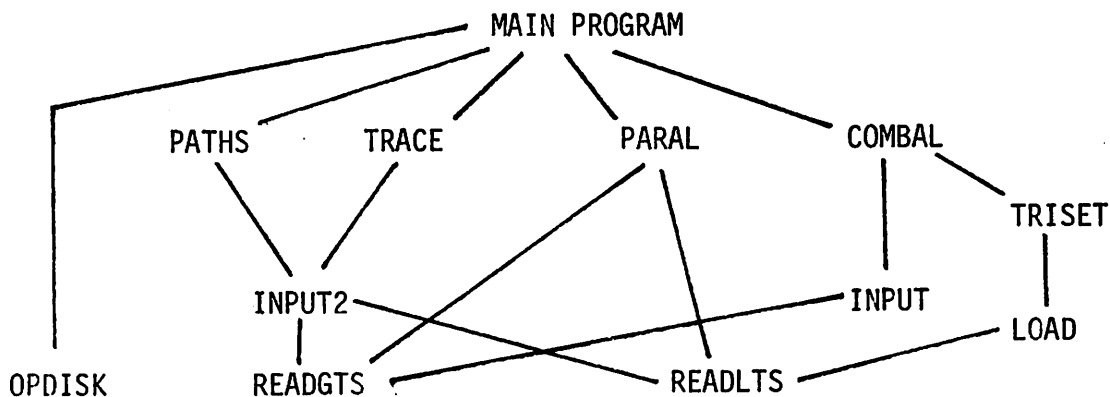 MAIN PROGRAM
PATHS
TRACE
PARAL
COMBAL
TRISET
INPUT2
INPUT
LOAD
OPDISK
READGTS
READLTS